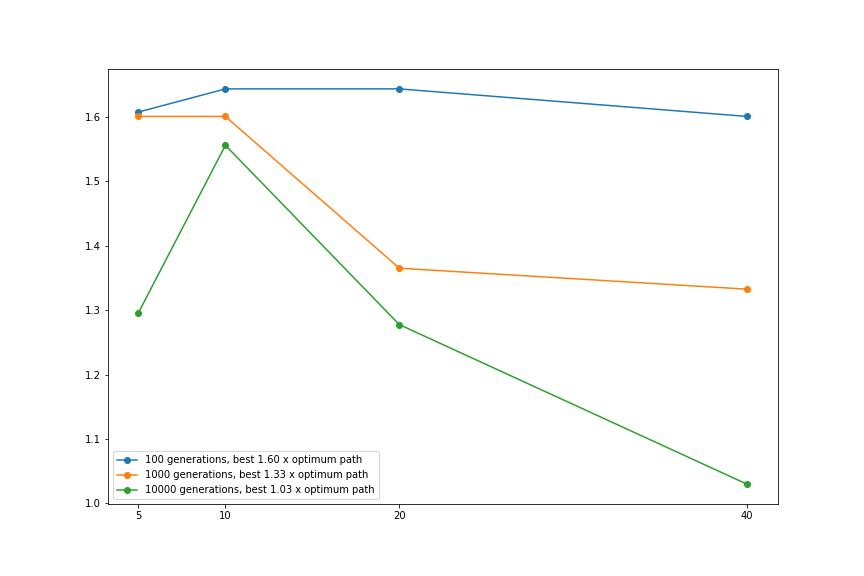 1.6
1.5
1.4
1.3
1.2
1.1
1.0
100 generations, best 1.60 x optimum path
1000 generations, best 1.33 x optimum path
10000 generations, best 1.03 x optimum path
5 10 20 40